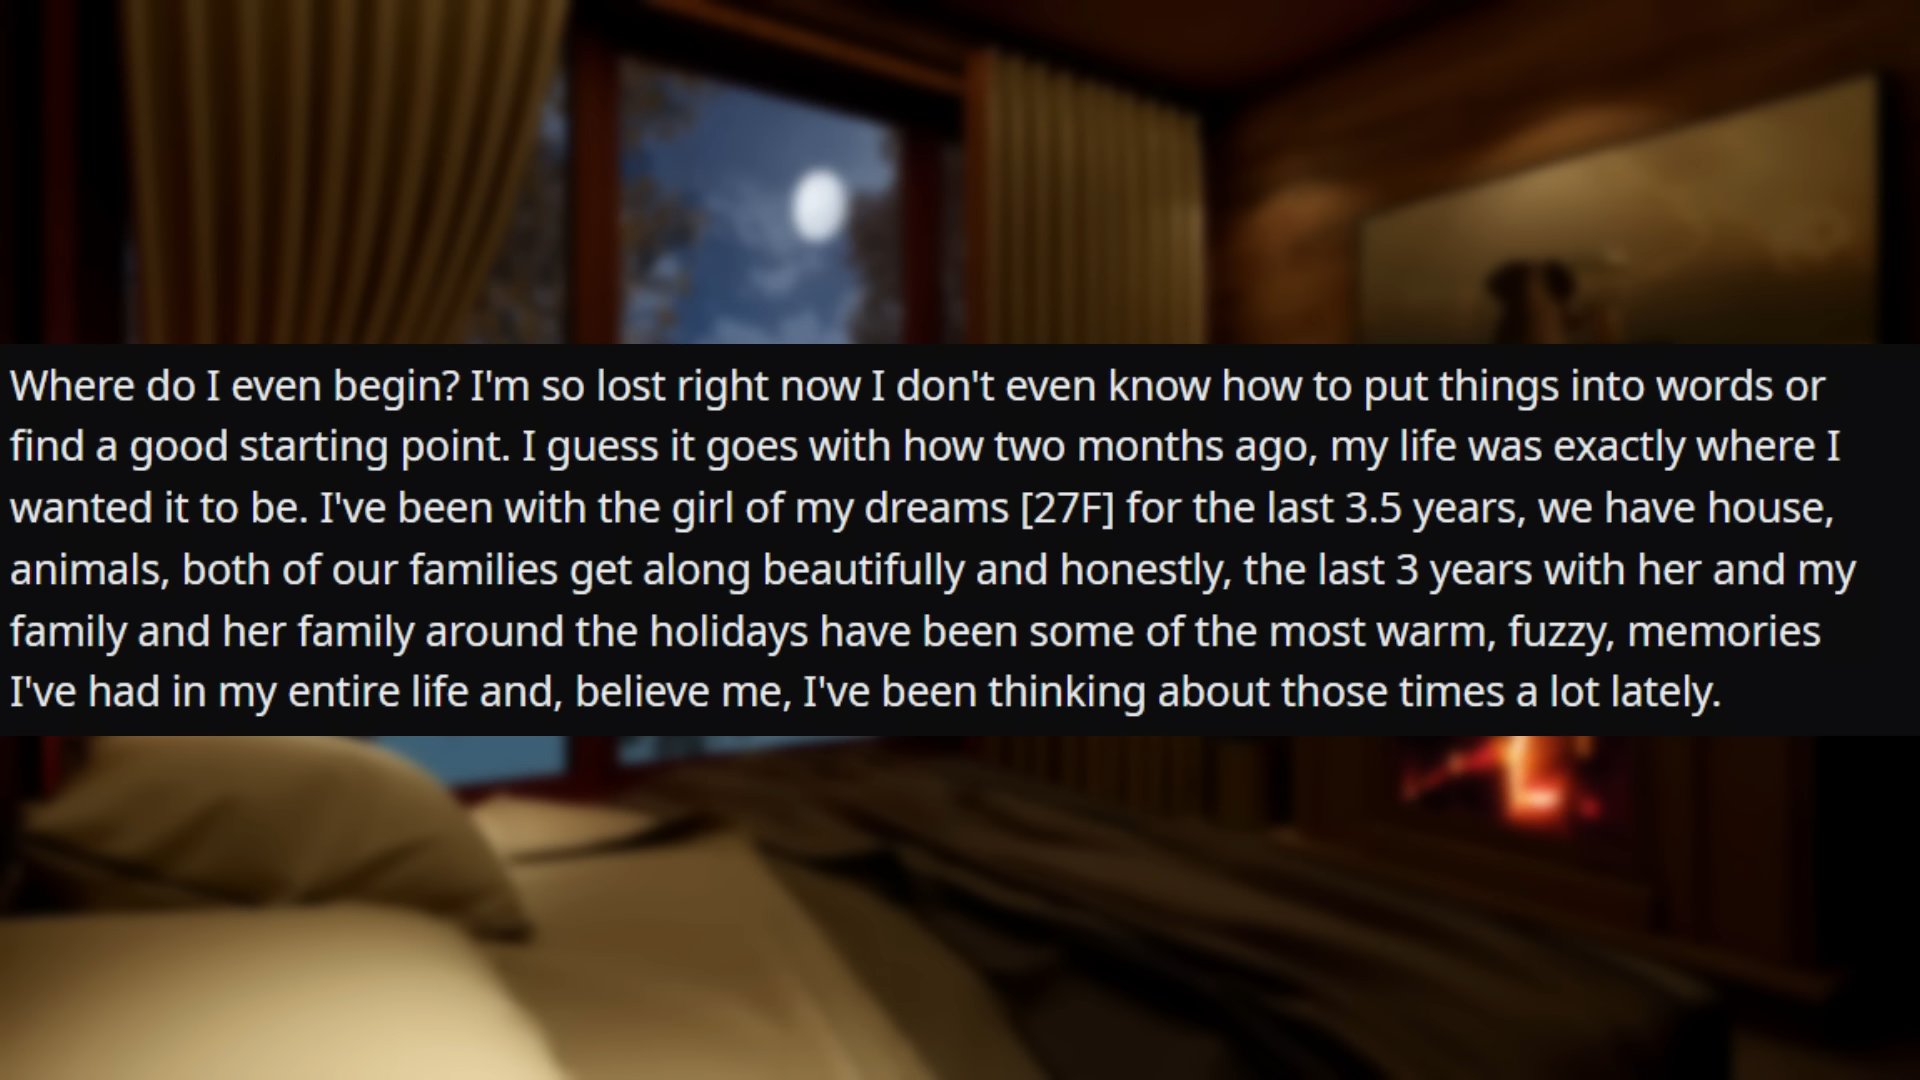 Where do I even begin? I'm so lost right now I don't even know how to put things into words or
find a good starting point. I guess it goes with how two months ago, my life was exactly where I
wanted it to be. I've been with the girl of my dreams [27F] for the last 3.5 years, we have house,
animals, both of our families get along beautifully and honestly, the last 3 years with her and my
family and her family around the holidays have been some of the most warm, fuzzy, memories
I've had in my entire life and, believe me, I've been thinking about those times a lot lately.